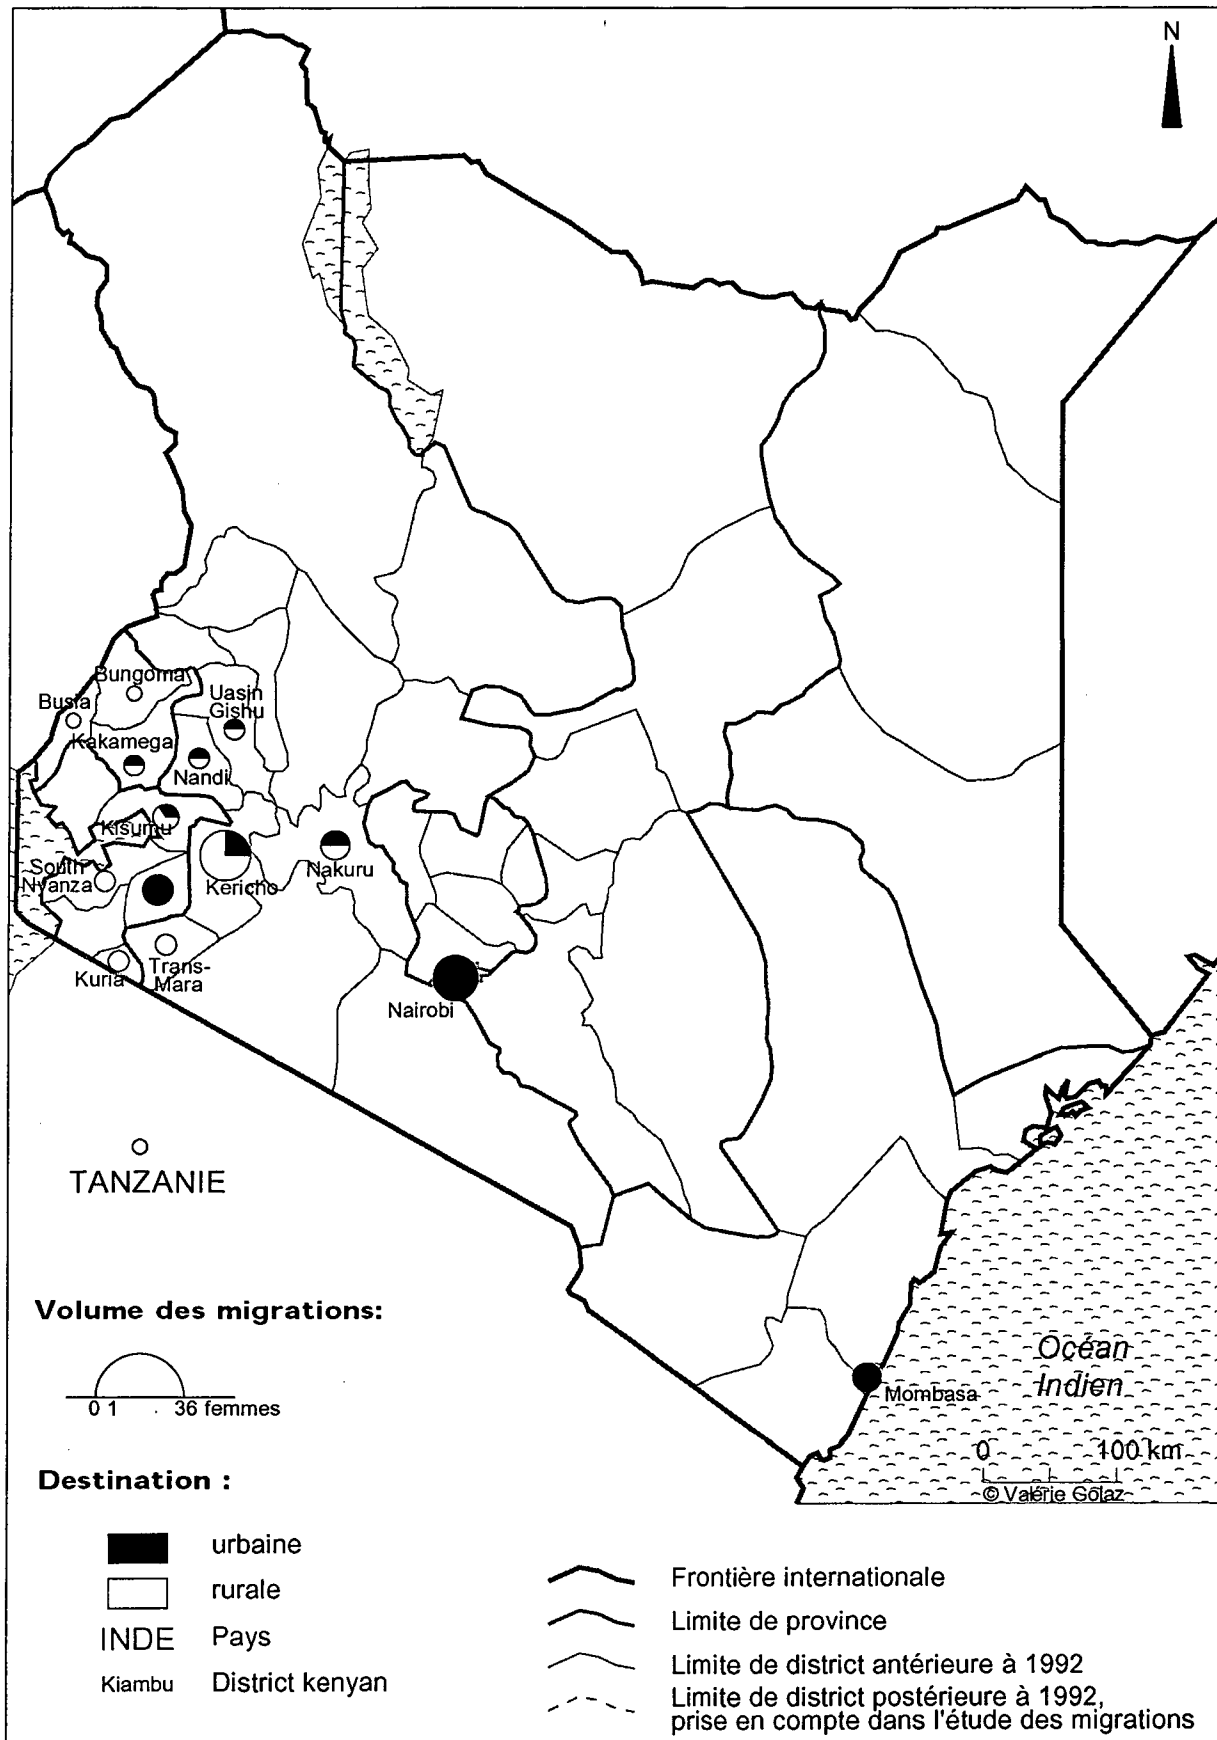 N
Bungoma
Busia
Uasin
Gishu
Kakamega
Nandi
Kisumu
South
Nyanza
Kericho
Nakuru
Kuria
Trans-
Mara
Nairobi
TANZANIE
Mombasa
Océan
Indien
0 100 km
© Valérie Golaz
Volume des migrations:
0 1 36 femmes
Destination :
urbaine
rurale
INDE Pays
Kiambu District kenyan
Frontière internationale
Limite de province
Limite de district antérieure à 1992
Limite de district postérieure à 1992,
prise en compte dans l'étude des migrations